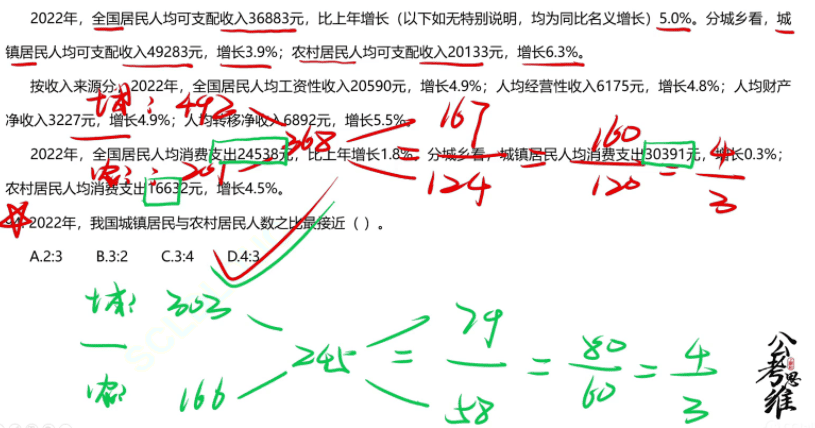 2022年，全国居民人均可支配收入36883元，比上年增长（以下如无特别说明，均为同比名义增长）5.0%。分城乡看，城
镇居民人均可支配收入49283元，增长3.9%；农村居民人均可支配收入20133元，增长6.3%。
按收入来源分，2022年，全国居民人均工资性收入20590元，增长4.9%；人均经营性收入6175元，增长4.8%；人均财产
净收入3227元，增长4.9%；人均转移净收入6892元，增长5.5%。
城：492
368
167
124
=
160
120
=
4
3
农：201
2022年，全国居民人均消费支出24538元，比上年增长1.8%。分城乡看，城镇居民人均消费支出30391元，增长0.3%；
农村居民人均消费支出16632元，增长4.5%。
94. 2022年，我国城镇居民与农村居民人数之比最接近（ ）。
A.2:3 B.3:2 C.3:4 D.4:3
城：303
245
=
79
58
=
80
60
=
4
3
农：166
公考思维